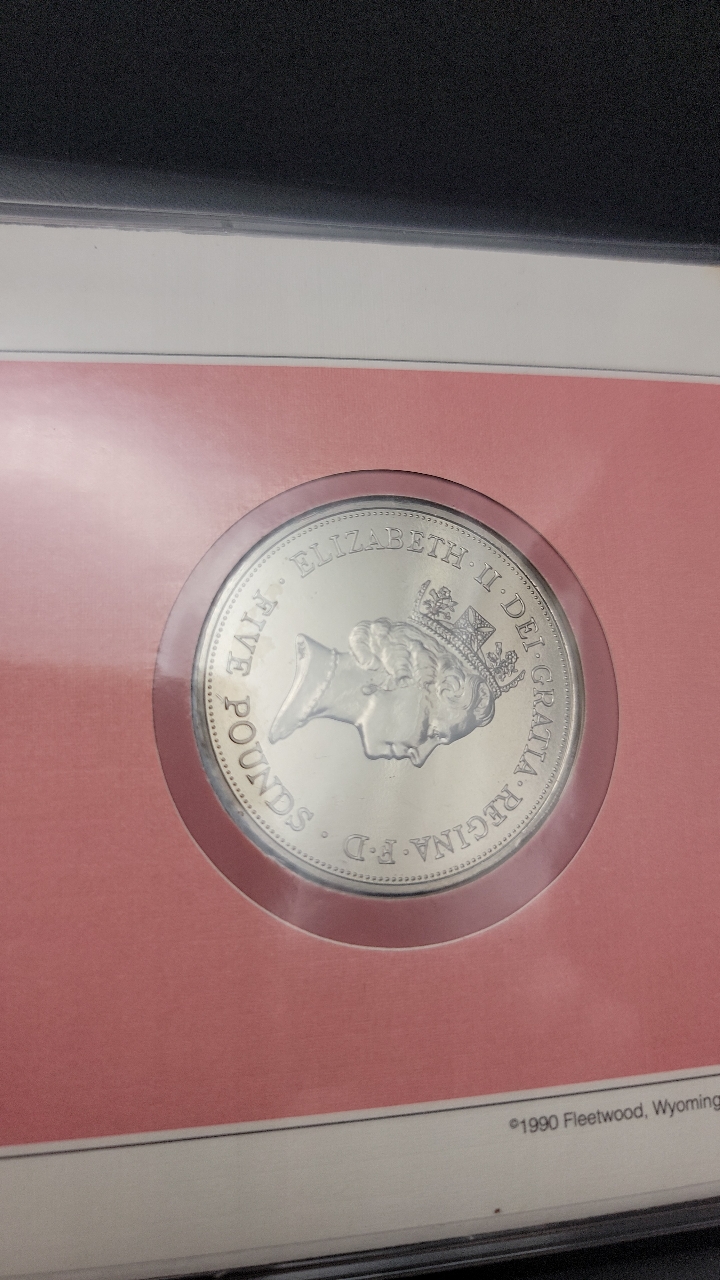 ELIZABETH·II·DEI·GRATIA·REGINA·F·D·
FIVE POUNDS
©1990 Fleetwood, Wyoming